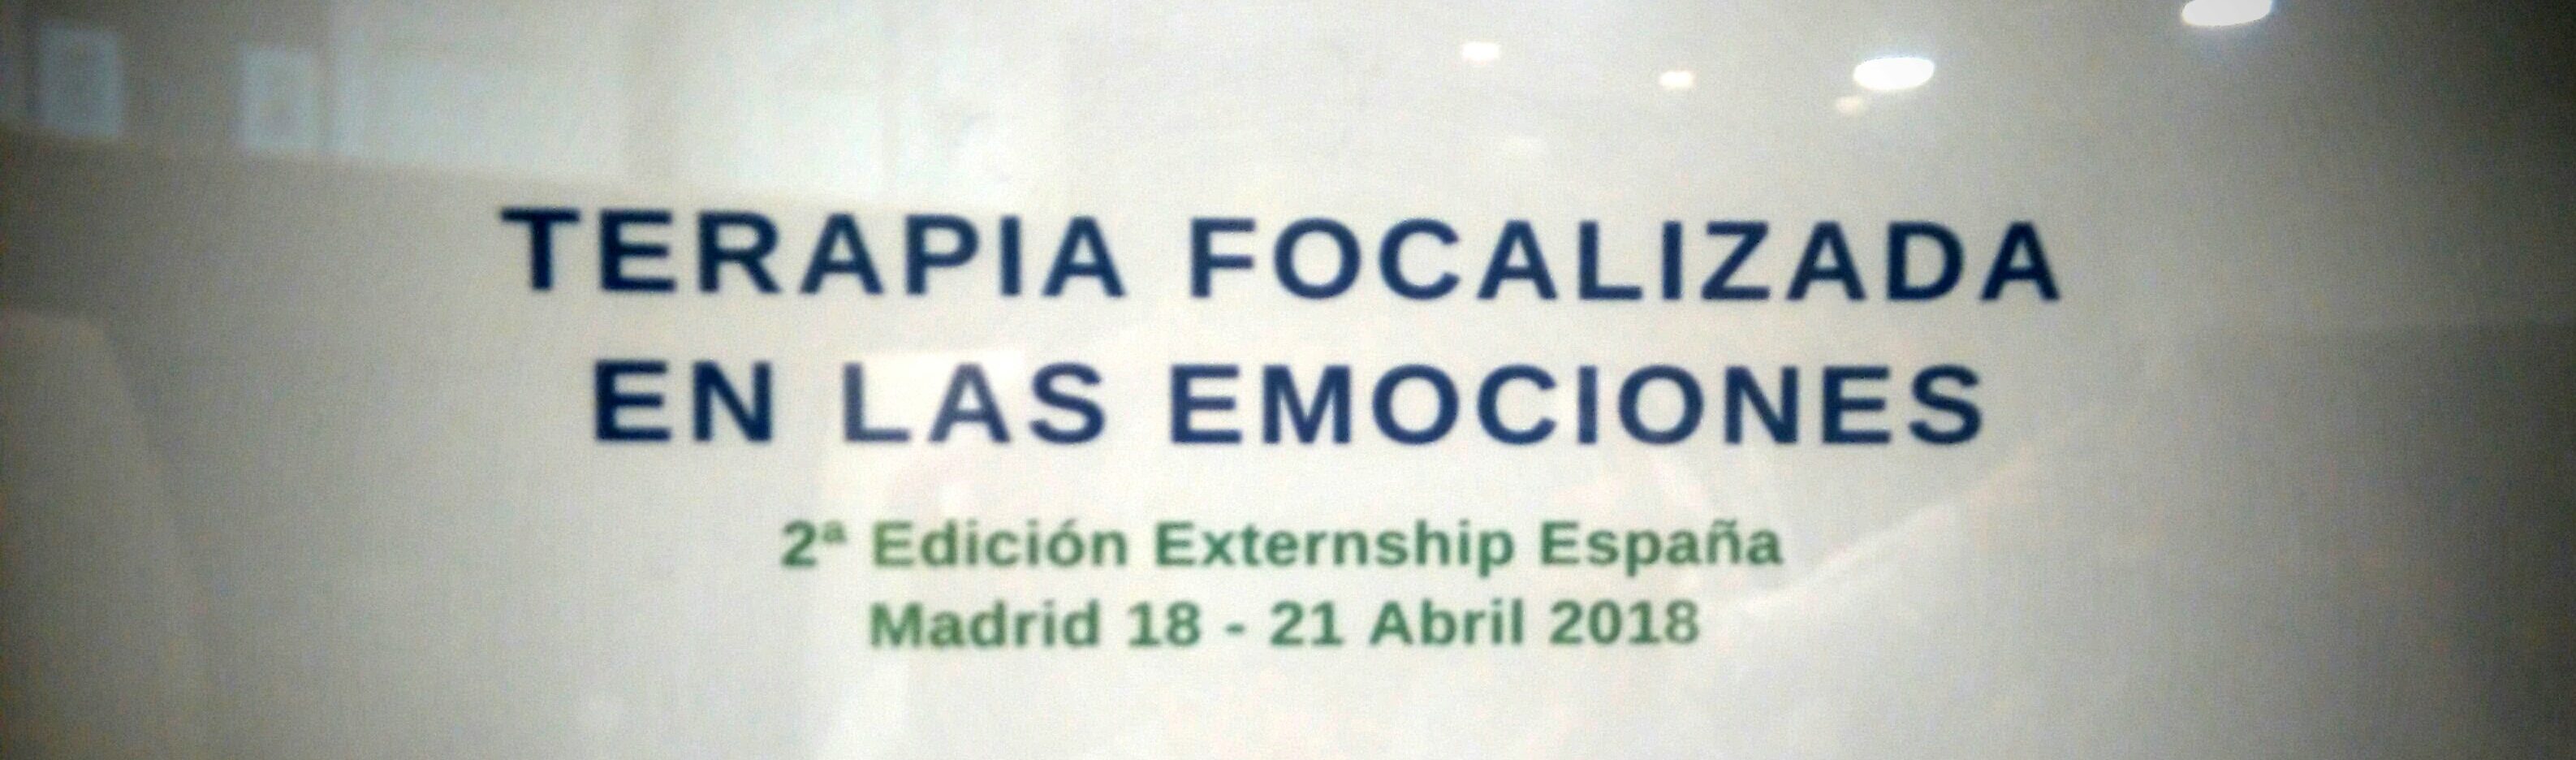 TERAPIA FOCALIZADA
EN LAS EMOCIONES
2ª Edición Externship España
Madrid 18 - 21 Abril 2018